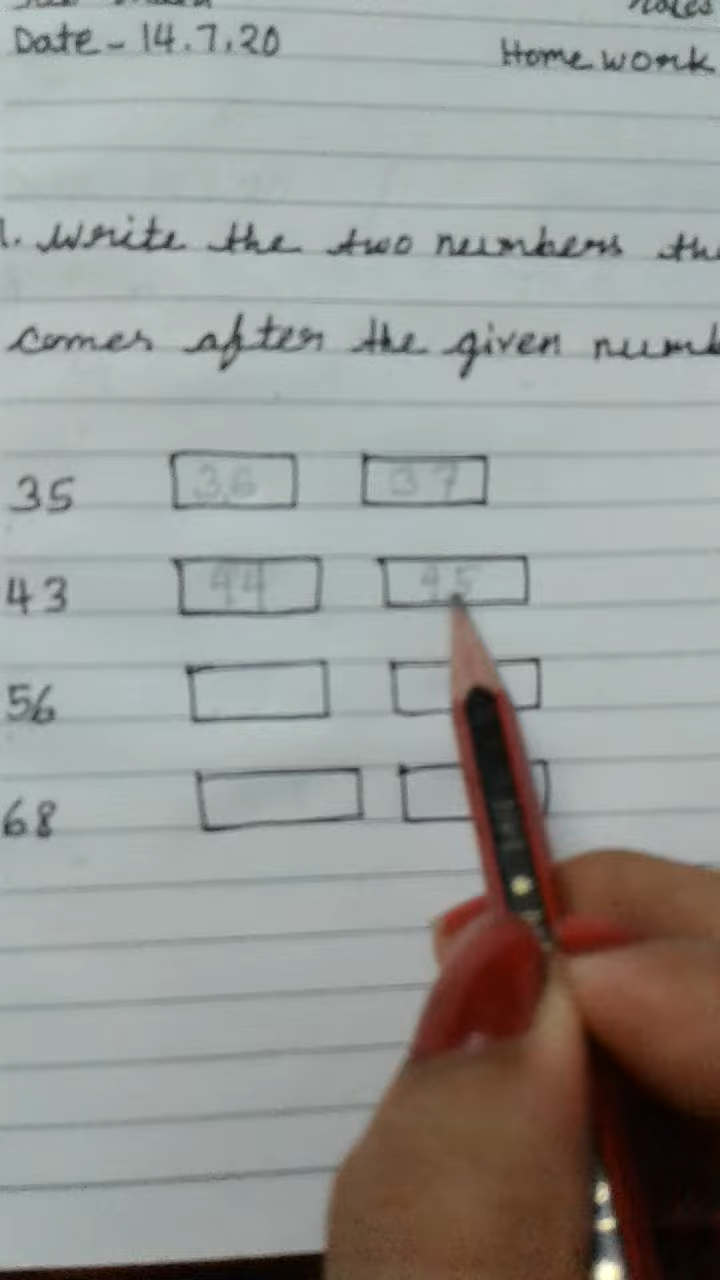 Date - 14.7.20
Home work
1. Write the two numbers
comes after the given
35 36 37
43 44 45
56
68